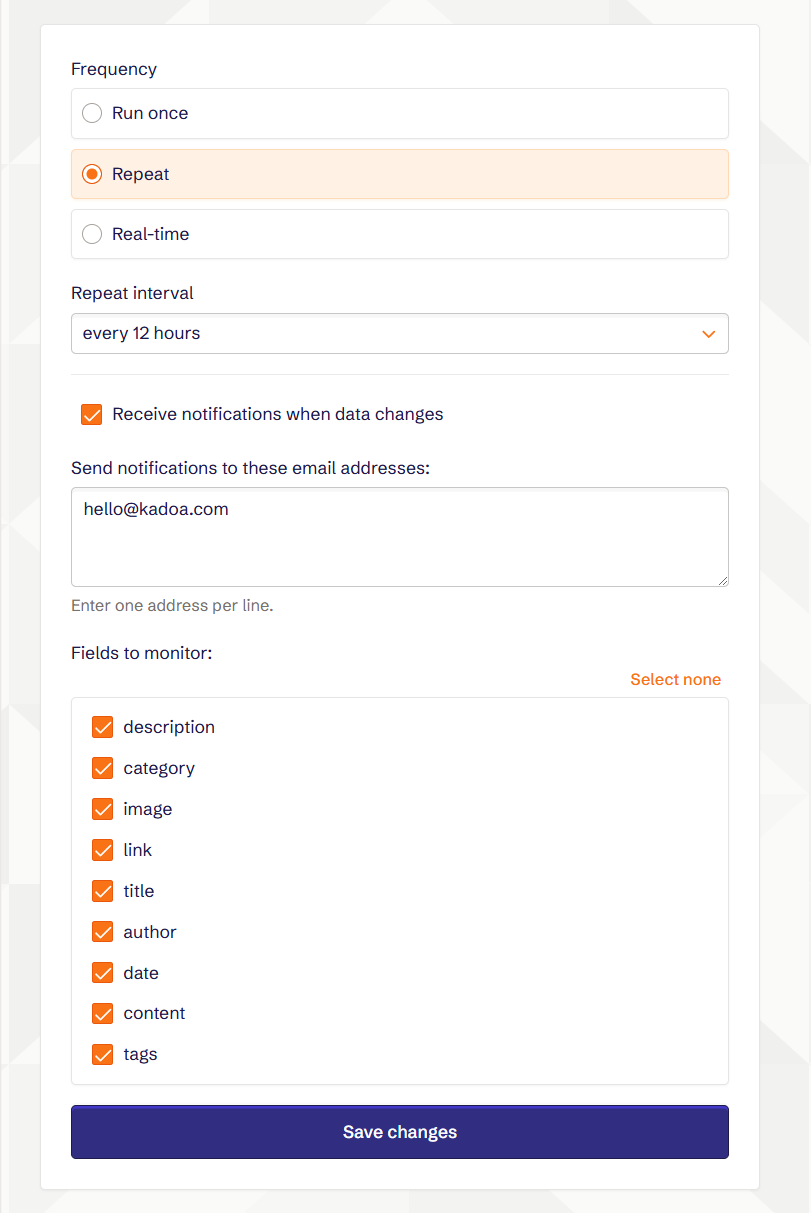 Frequency
Run once
Repeat
Real-time
Repeat interval
every 12 hours
Receive notifications when data changes
Send notifications to these email addresses:
hello@kadoa.com
Enter one address per line.
Fields to monitor:
Select none
description
category
image
link
title
author
date
content
tags
Save changes